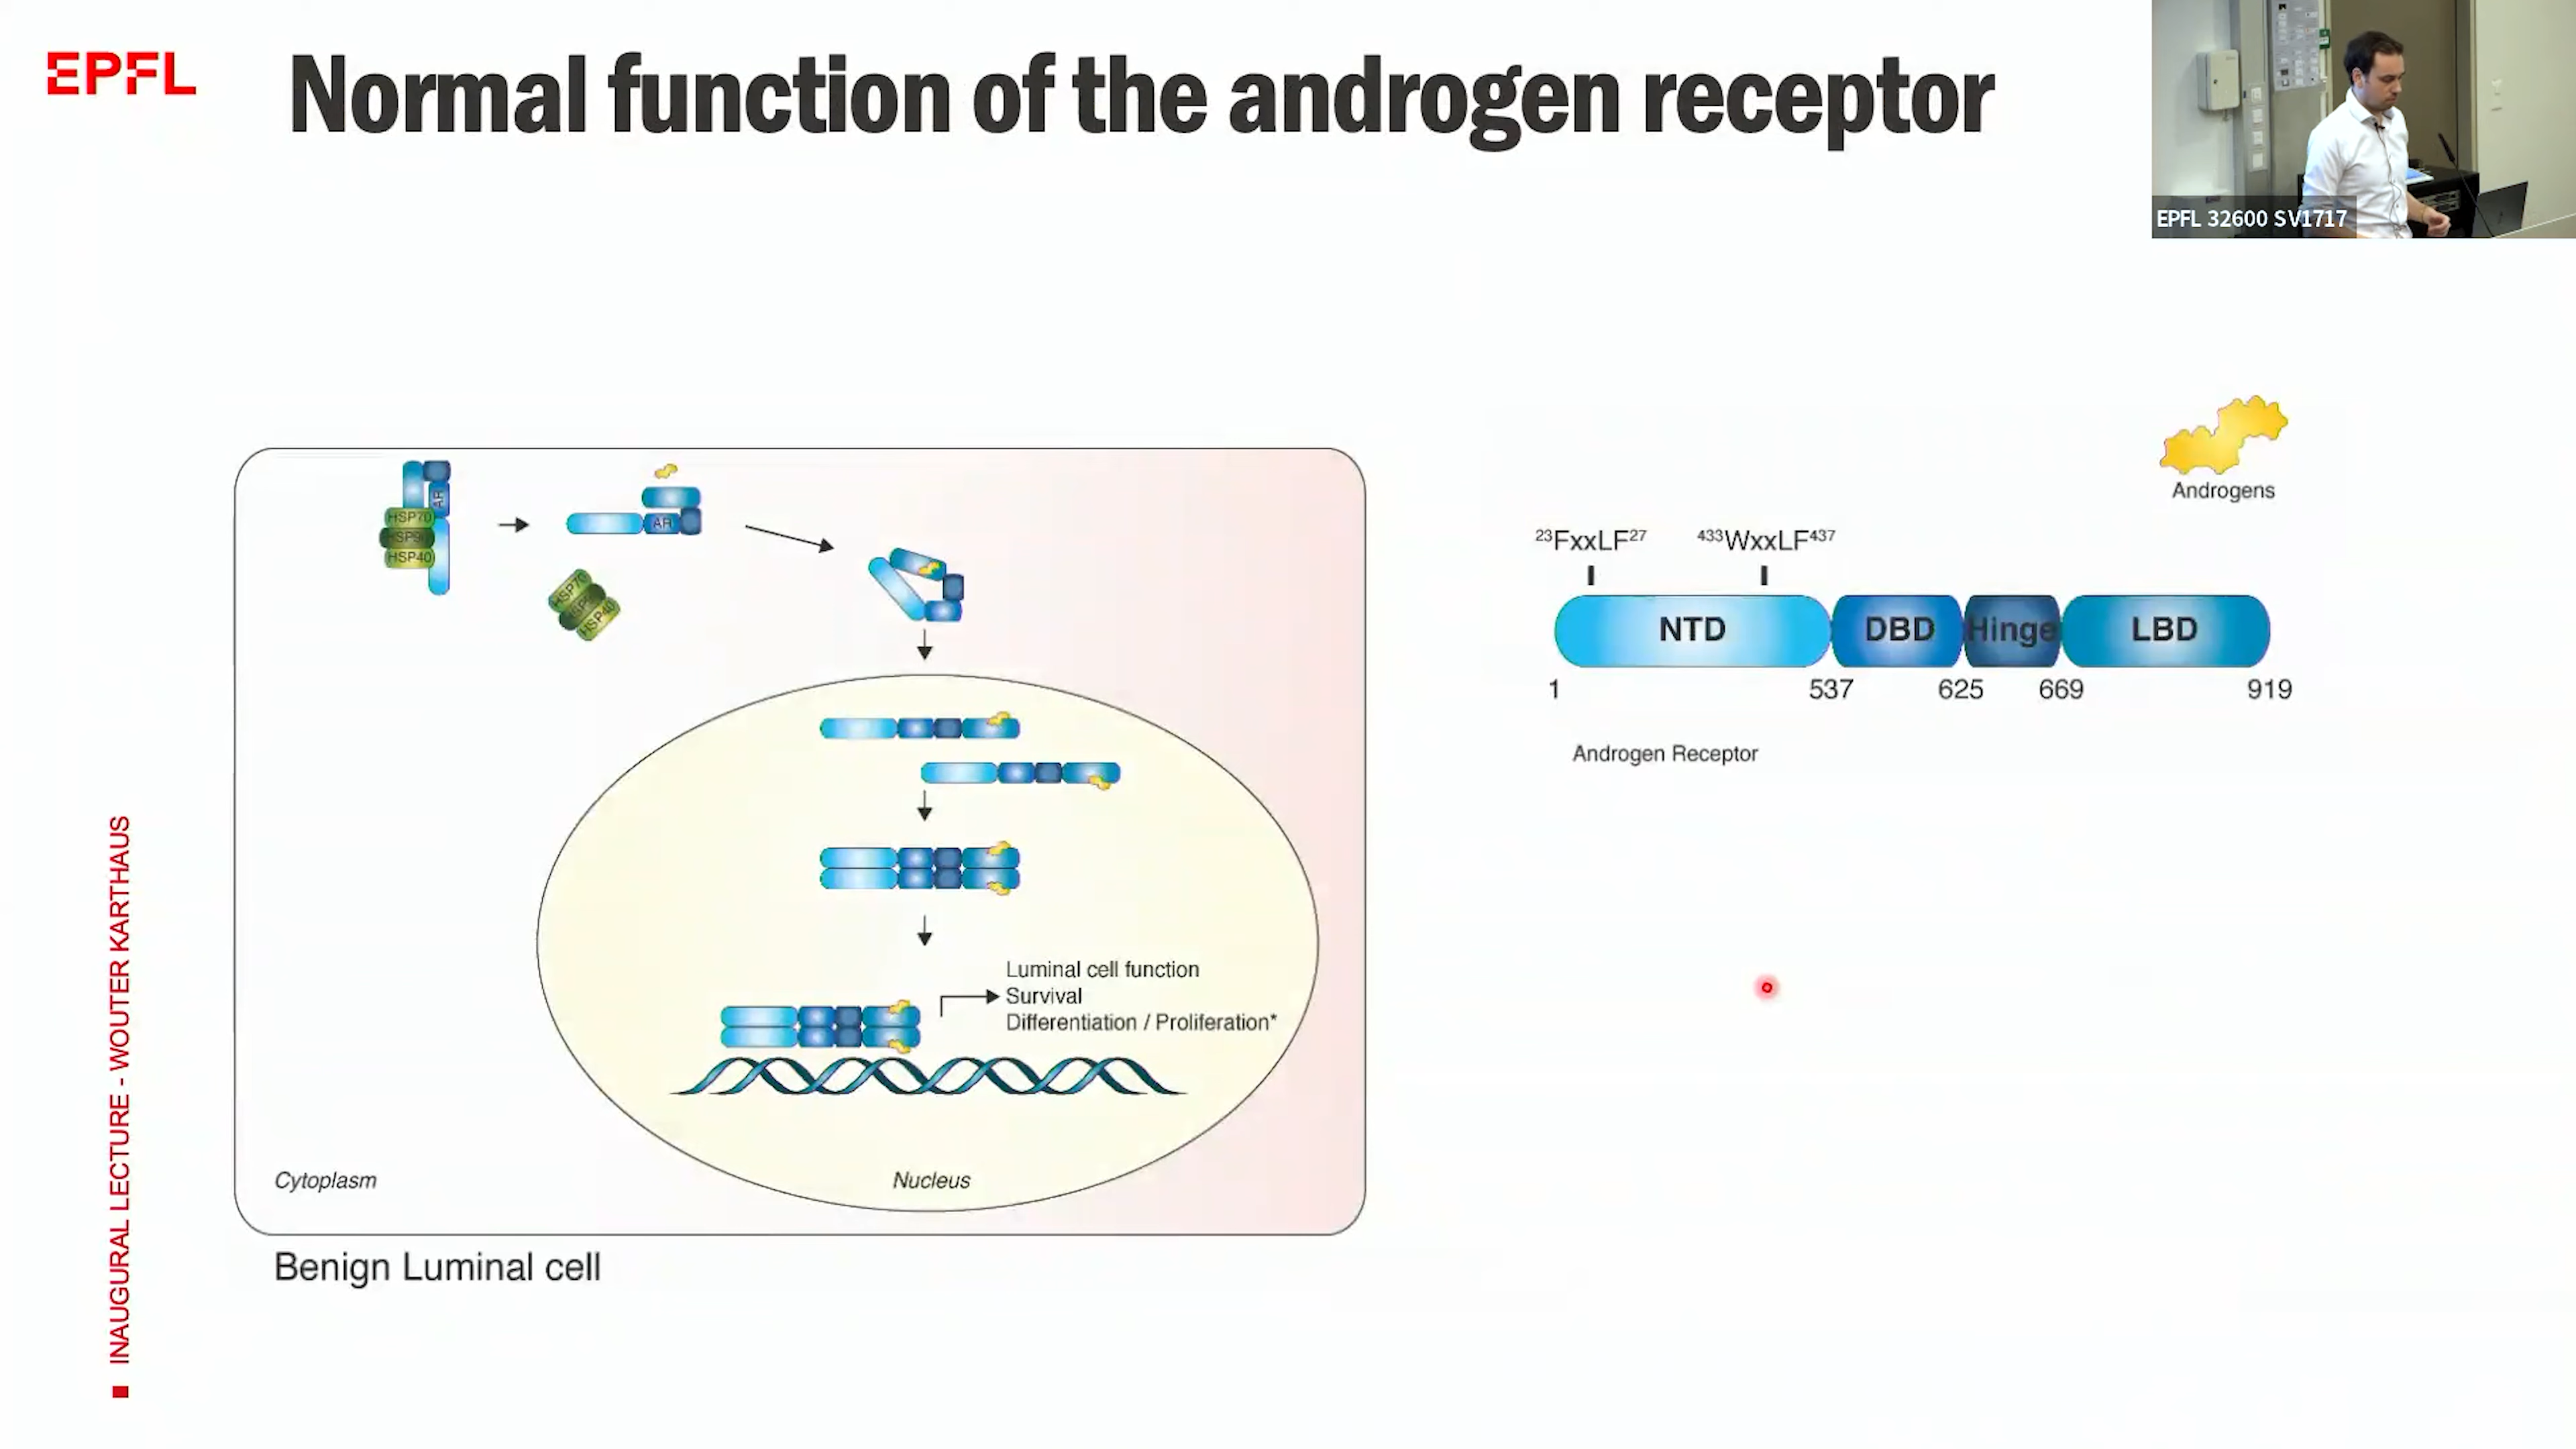 EPFL
Normal function of the androgen receptor
EPFL 32600 SV1717
INAUGURAL LECTURE - WOUTER KARTHAUS
AR
HSP70
HSP90
HSP40
AR
HSP70
HSP40
Luminal cell function
Survival
Differentiation / Proliferation*
Cytoplasm
Nucleus
Benign Luminal cell
Androgens
23FxxLF27 433WxxLF437
NTD DBD Hinge LBD
1 537 625 669 919
Androgen Receptor